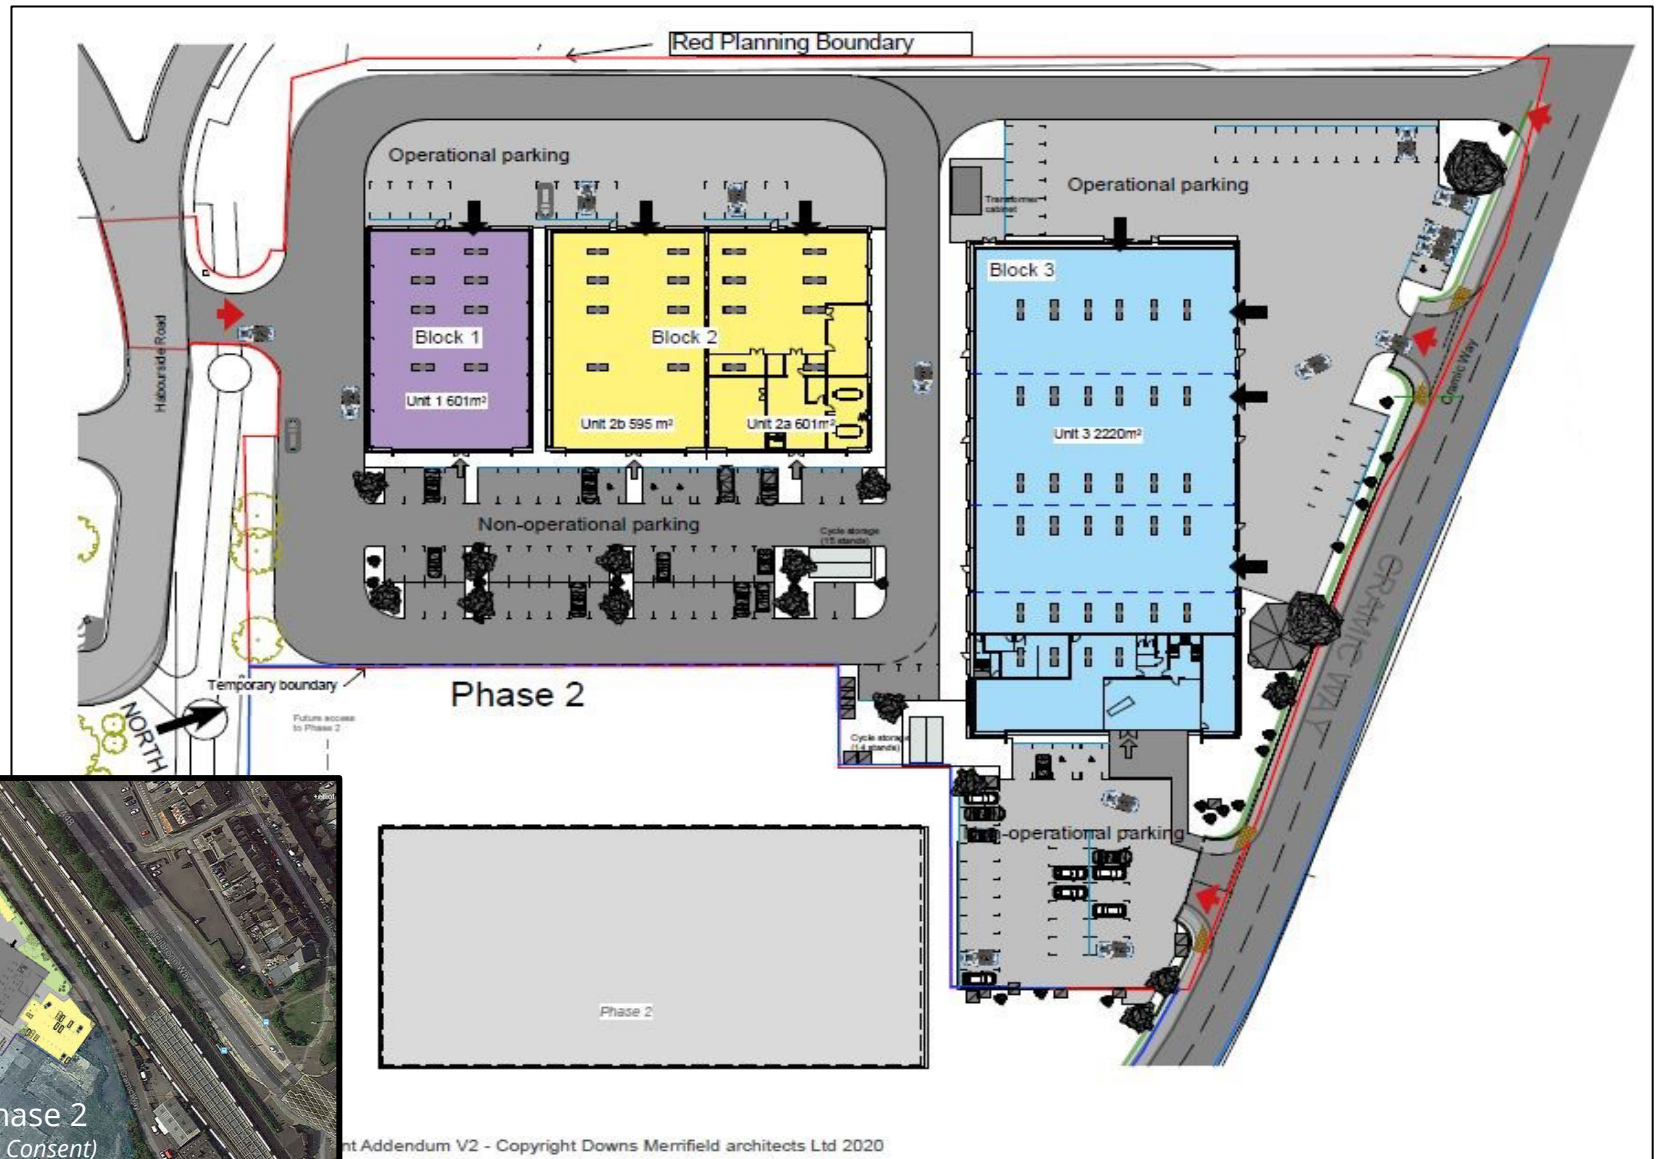 Red Planning Boundary
Operational parking
Operational parking
Transformer
cabinet
Block 3
Habourside Road
Block 1
Block 2
Cramic Way
Unit 1 601m²
Unit 2b 595 m²
Unit 2a 601m²
Unit 3 2220m²
Non-operational parking
Cycle storage
(15 stands)
CRAMIC WAY
Temporary boundary
Phase 2
NORTH
Future access
to Phase 2
Cycle storage
(14 stands)
n-operational parking
Phase 2
hase 2
Consent)
nt Addendum V2 - Copyright Downs Merrifield architects Ltd 2020